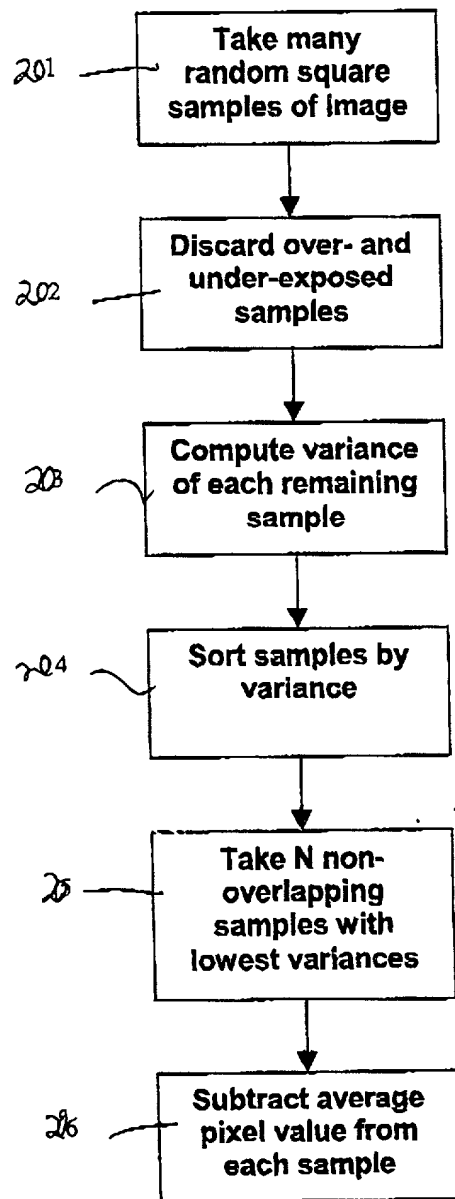 201
Take many
random square
samples of image
202
Discard over- and
under-exposed
samples
203
Compute variance
of each remaining
sample
204
Sort samples by
variance
205
Take N non-
overlapping
samples with
lowest variances
206
Subtract average
pixel value from
each sample